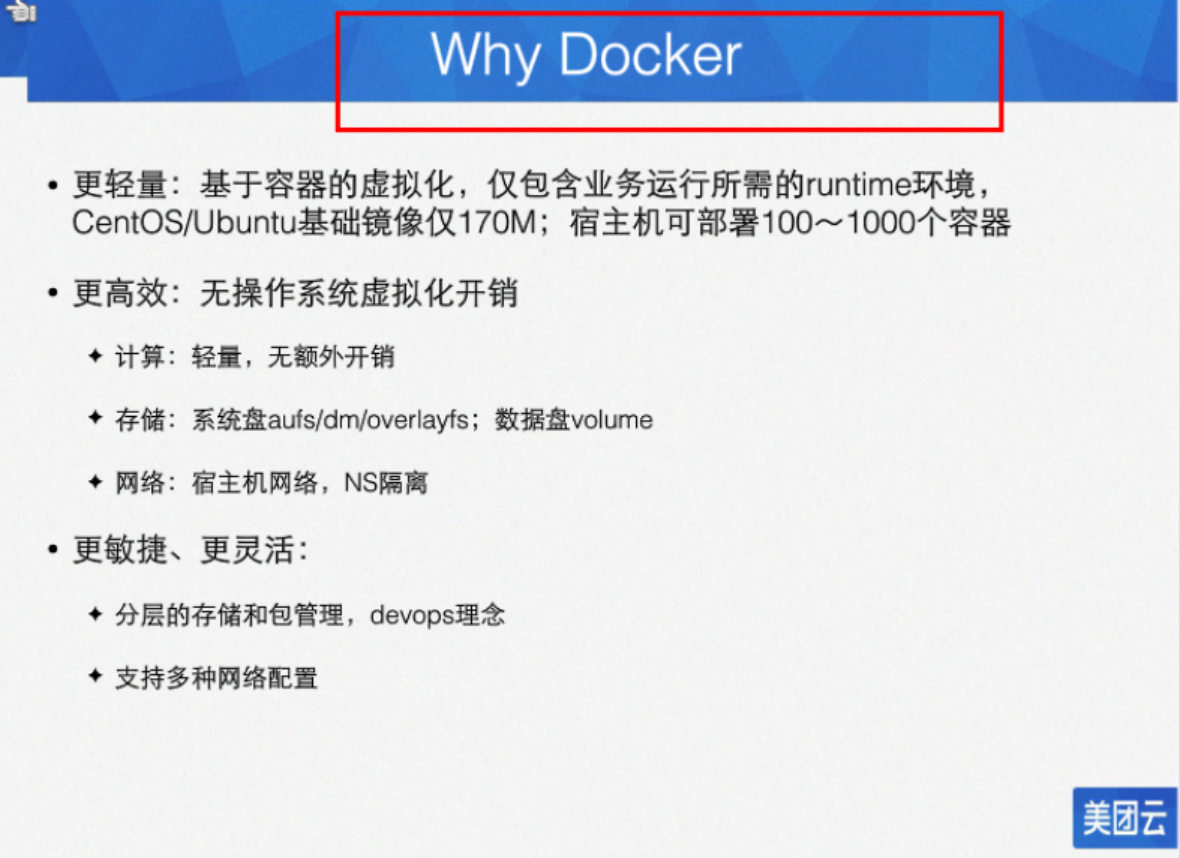 Why Docker
• 更轻量：基于容器的虚拟化，仅包含业务运行所需的runtime环境，
CentOS/Ubuntu基础镜像仅170M；宿主机可部署100～1000个容器
• 更高效：无操作系统虚拟化开销
✦ 计算：轻量，无额外开销
✦ 存储：系统盘aufs/dm/overlayfs；数据盘volume
✦ 网络：宿主机网络，NS隔离
• 更敏捷、更灵活：
✦ 分层的存储和包管理，devops理念
✦ 支持多种网络配置
美团云